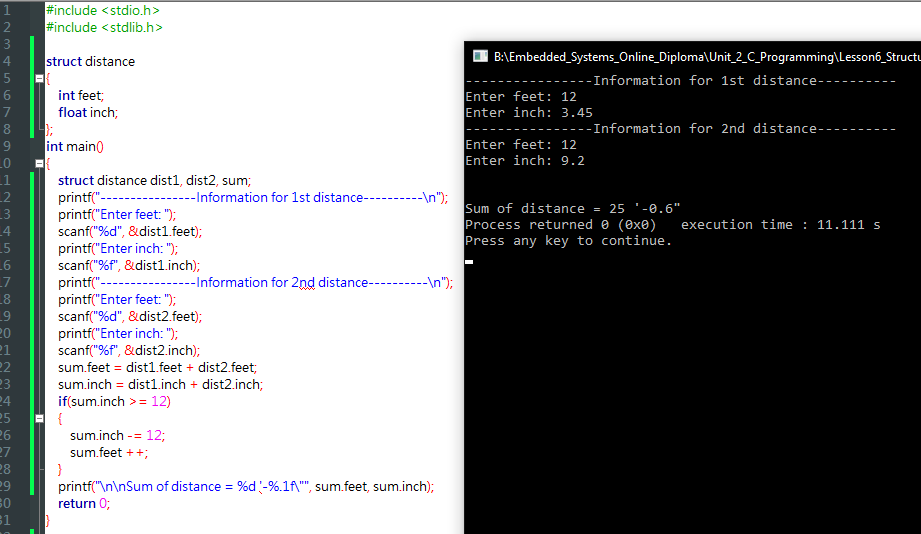 1 #include <stdio.h>
2 #include <stdlib.h>
3
4 struct distance
5 {
6 int feet;
7 float inch;
8 };
9 int main()
10 {
11 struct distance dist1, dist2, sum;
12 printf("----------------Information for 1st distance----------\n");
13 printf("Enter feet: ");
14 scanf("%d", &dist1.feet);
15 printf("Enter inch: ");
16 scanf("%f", &dist1.inch);
17 printf("----------------Information for 2nd distance----------\n");
18 printf("Enter feet: ");
19 scanf("%d", &dist2.feet);
20 printf("Enter inch: ");
21 scanf("%f", &dist2.inch);
22 sum.feet = dist1.feet + dist2.feet;
23 sum.inch = dist1.inch + dist2.inch;
24 if(sum.inch >= 12)
25 {
26 sum.inch -= 12;
27 sum.feet ++;
28 }
29 printf("\n\nSum of distance = %d '-%.1f\"", sum.feet, sum.inch);
30 return 0;
31 }
B:\Embedded_Systems_Online_Diploma\Unit_2_C_Programming\Lesson6_Structu
----------------Information for 1st distance----------
Enter feet: 12
Enter inch: 3.45
----------------Information for 2nd distance----------
Enter feet: 12
Enter inch: 9.2
Sum of distance = 25 '-0.6"
Process returned 0 (0x0)   execution time : 11.111 s
Press any key to continue.